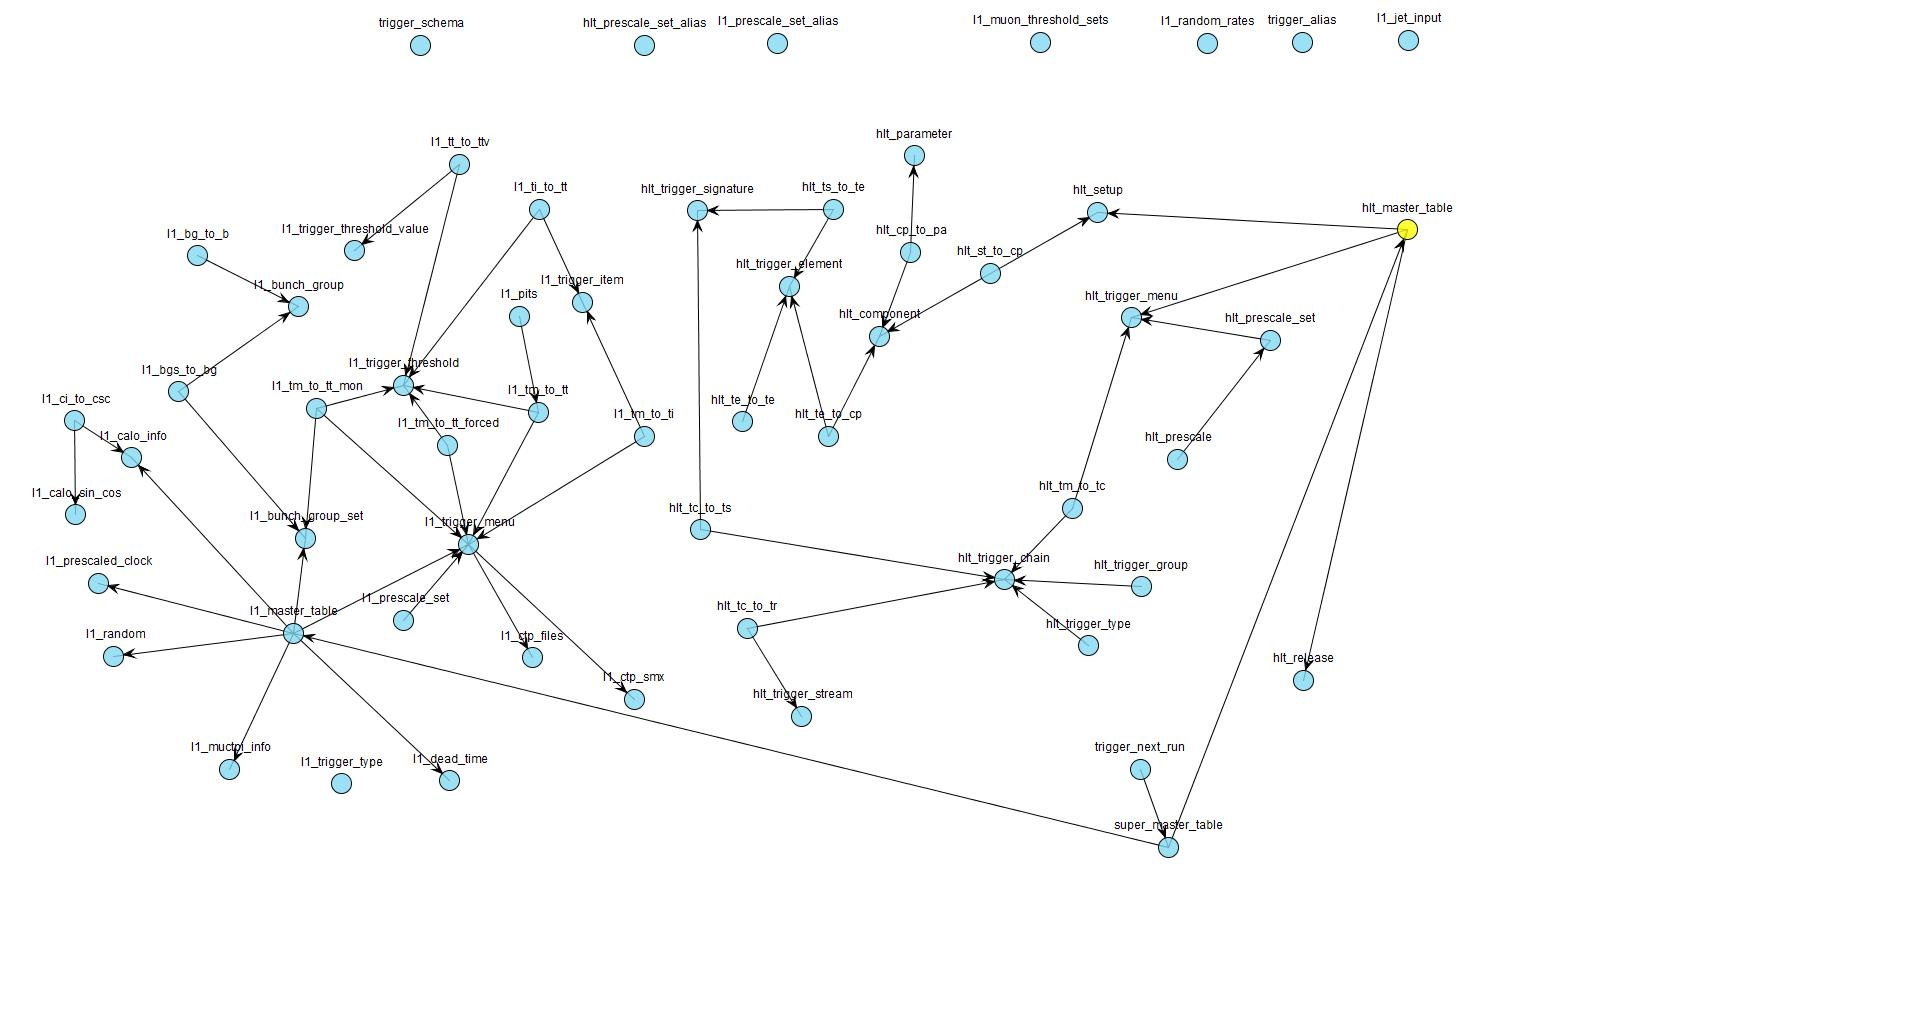 trigger_schema
hlt_prescale_set_alias
l1_prescale_set_alias
l1_muon_threshold_sets
l1_random_rates
trigger_alias
l1_jet_input
hlt_parameter
l1_tt_to_ttv
l1_ti_to_tt
hlt_trigger_signature
hlt_ts_to_te
hlt_setup
hlt_master_table
l1_bg_to_b
l1_trigger_threshold_value
hlt_cp_to_pa
hlt_st_to_cp
hlt_trigger_element
l1_bunch_group
l1_trigger_item
l1_pits
hlt_trigger_menu
hlt_component
hlt_prescale_set
l1_trigger_threshold
l1_bgs_to_bg
l1_tm_to_tt_mon
l1_tm_to_tt
l1_ci_to_csc
hlt_te_to_te
l1_tm_to_ti
hlt_te_to_cp
l1_tm_to_tt_forced
l1_calo_info
hlt_prescale
l1_calo_sin_cos
hlt_tm_to_tc
hlt_tc_to_ts
l1_bunch_group_set
l1_trigger_menu
l1_prescaled_clock
hlt_trigger_chain
hlt_trigger_group
l1_prescale_set
l1_master_table
hlt_tc_to_tr
hlt_trigger_type
l1_random
l1_ctp_files
hlt_release
l1_ctp_smx
hlt_trigger_stream
l1_muctpi_info
trigger_next_run
l1_dead_time
l1_trigger_type
super_master_table